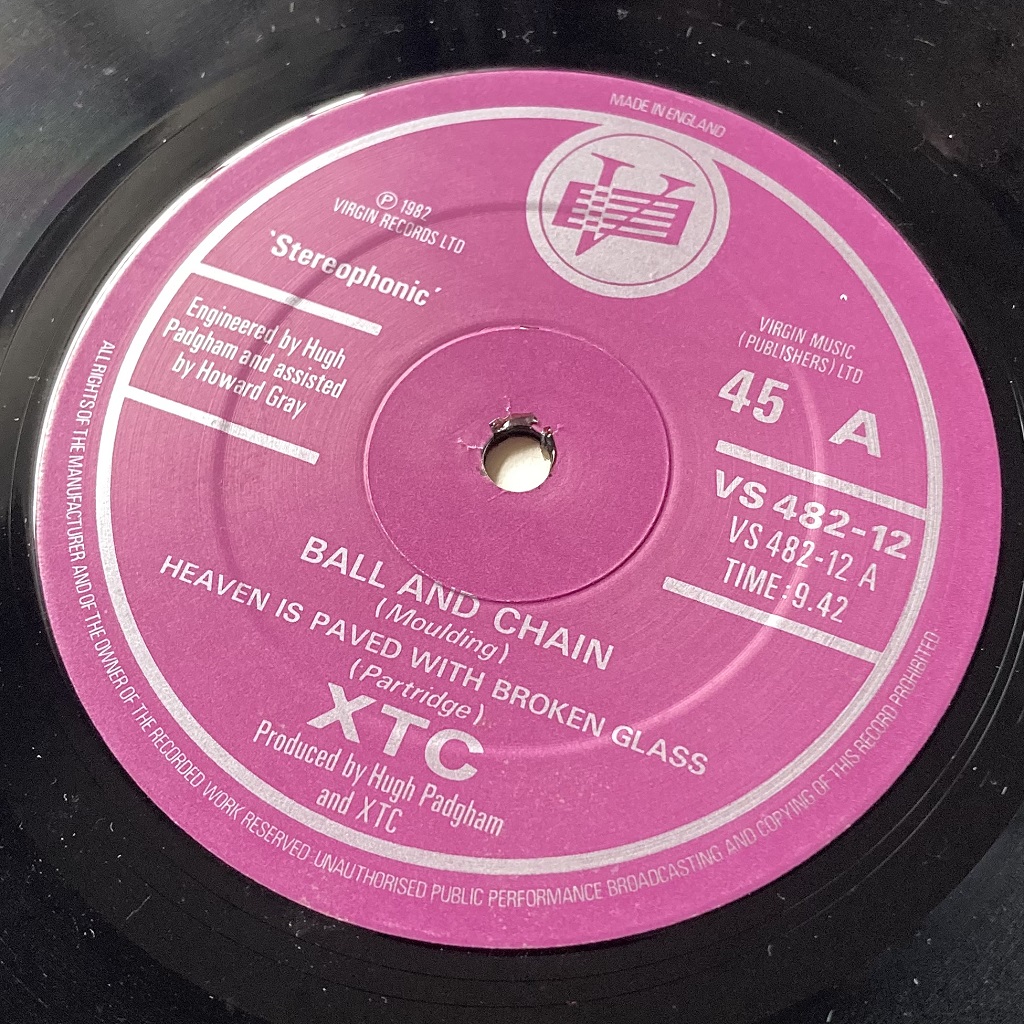 MADE IN ENGLAND
℗ 1982
VIRGIN RECORDS LTD
'Stereophonic'
Engineered by Hugh
Padgham and assisted
by Howard Gray
VIRGIN MUSIC
(PUBLISHERS) LTD
45 A
VS 482-12
VS 482-12 A
TIME: 9.42
BALL AND CHAIN
(Moulding)
HEAVEN IS PAVED WITH BROKEN GLASS
(Partridge)
XTC
Produced by Hugh Padgham
and XTC
ALL RIGHTS OF THE MANUFACTURER AND OF THE OWNER OF THE RECORDED WORK RESERVED·UNAUTHORISED PUBLIC PERFORMANCE BROADCASTING AND COPYING OF THIS RECORD PROHIBITED·